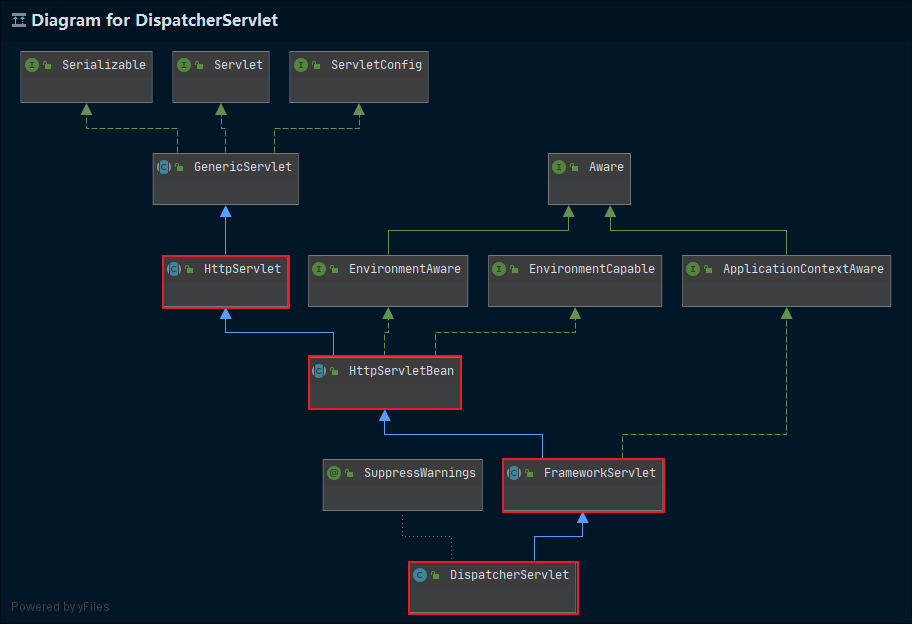 Diagram for DispatcherServlet
Serializable
Servlet
ServletConfig
GenericServlet
Aware
HttpServlet
EnvironmentAware
EnvironmentCapable
ApplicationContextAware
HttpServletBean
SuppressWarnings
FrameworkServlet
DispatcherServlet
Powered by yFiles